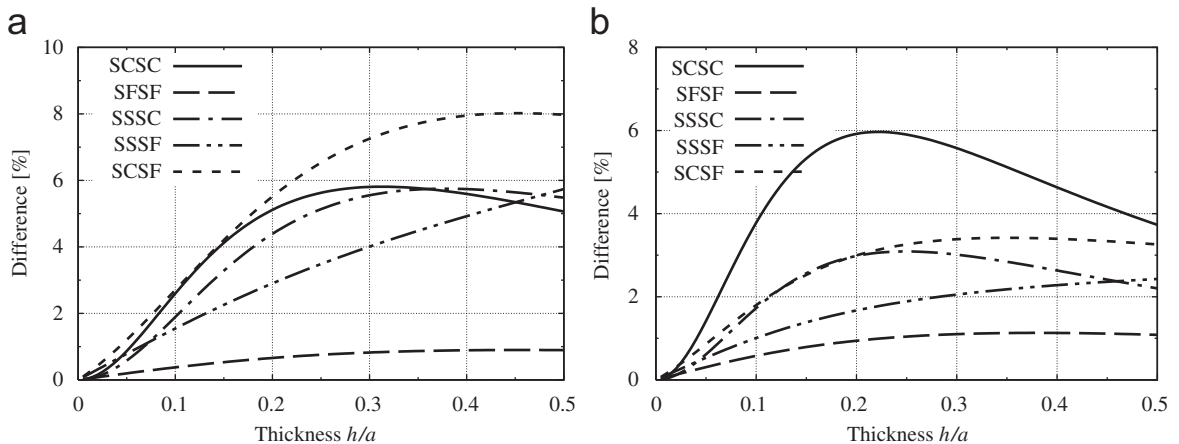 a
10
8
6
4
2
0
Difference [%]
SCSC
SFSF
SSSC
SSSF
SCSF
0 0.1 0.2 0.3 0.4 0.5
Thickness h/a
b
8
6
4
2
0
Difference [%]
SCSC
SFSF
SSSC
SSSF
SCSF
0 0.1 0.2 0.3 0.4 0.5
Thickness h/a